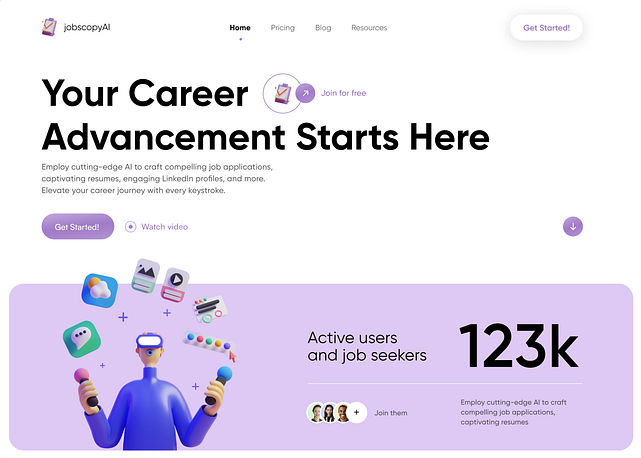 jobscopyAI
Home
Pricing
Blog
Resources
Get Started!
Your Career
Join for free
Advancement Starts Here
Employ cutting-edge AI to craft compelling job applications,
captivating resumes, engaging LinkedIn profiles, and more.
Elevate your career journey with every keystroke.
Get Started!
Watch video
Active users
and job seekers
123k
Join them
Employ cutting-edge AI to craft
compelling job applications,
captivating resumes